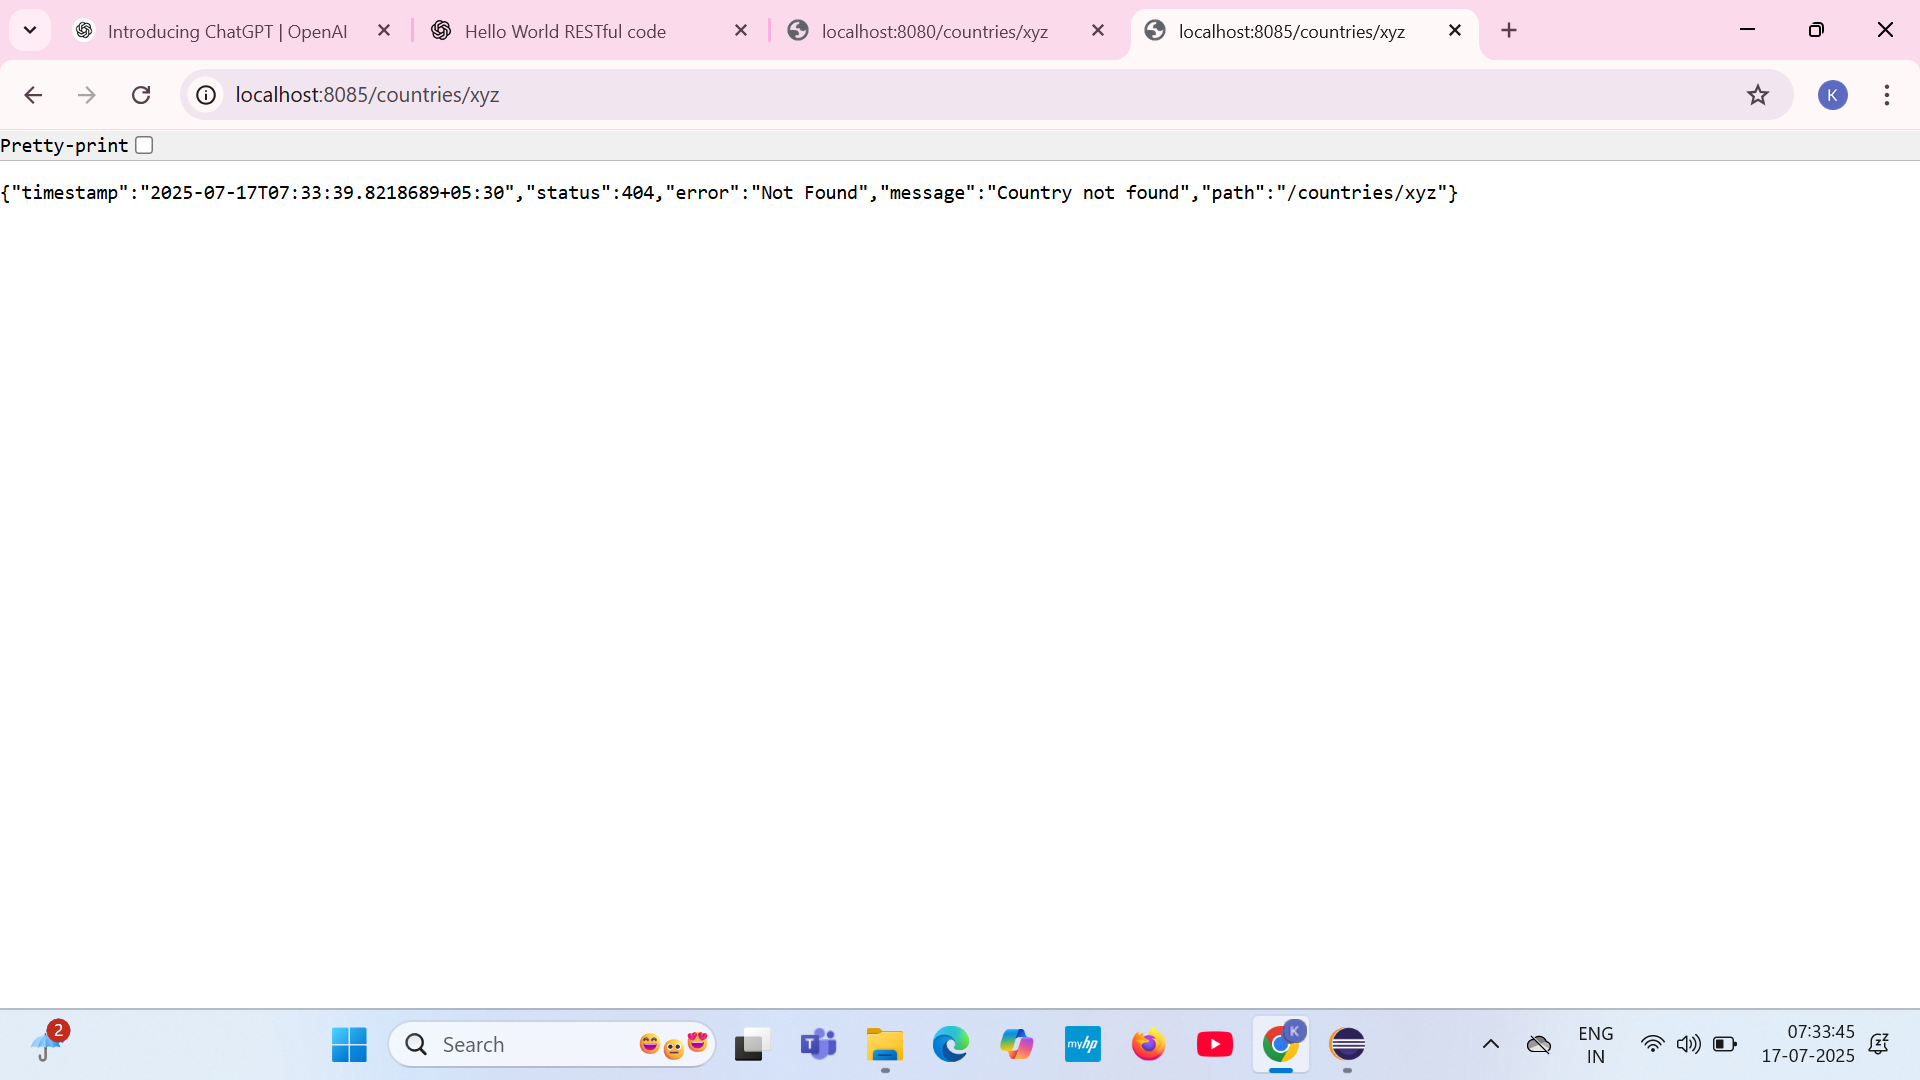 Introducing ChatGPT | OpenAI
Hello World RESTful code
localhost:8080/countries/xyz
localhost:8085/countries/xyz
localhost:8085/countries/xyz
K
Pretty-print
{"timestamp":"2025-07-17T07:33:39.8218689+05:30","status":404,"error":"Not Found","message":"Country not found","path":"/countries/xyz"}
2
Search
T
myhp
K
ENG
IN
07:33:45
17-07-2025